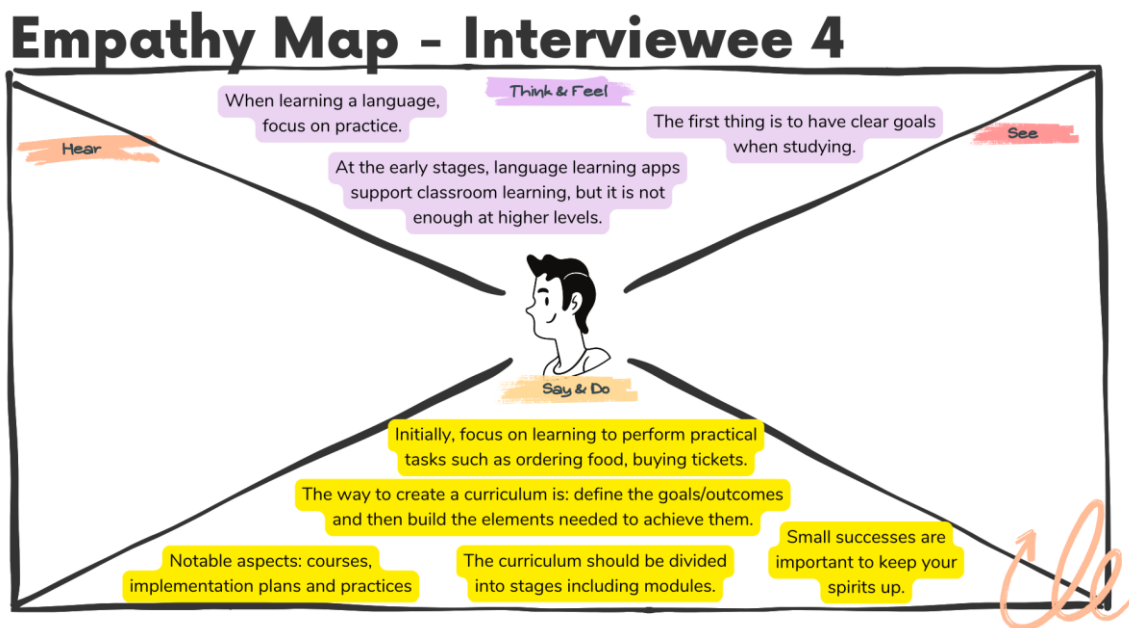 Empathy Map - Interviewee 4
Think & Feel
When learning a language,
focus on practice.
The first thing is to have clear goals
when studying.
Hear
See
At the early stages, language learning apps
support classroom learning, but it is not
enough at higher levels.
Say & Do
Initially, focus on learning to perform practical
tasks such as ordering food, buying tickets.
The way to create a curriculum is: define the goals/outcomes
and then build the elements needed to achieve them.
Notable aspects: courses,
implementation plans and practices
The curriculum should be divided
into stages including modules.
Small successes are
important to keep your
spirits up.